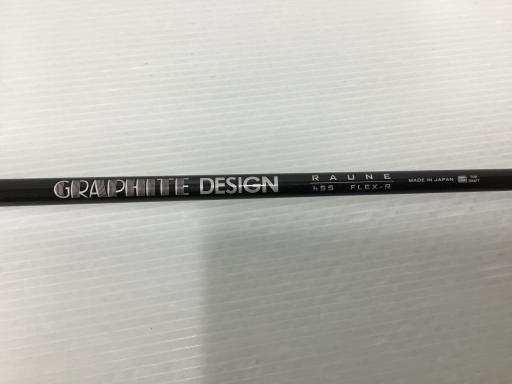 GRAPHITE DESIGN
RAUNE
h55 FLEX-R
MADE IN JAPAN